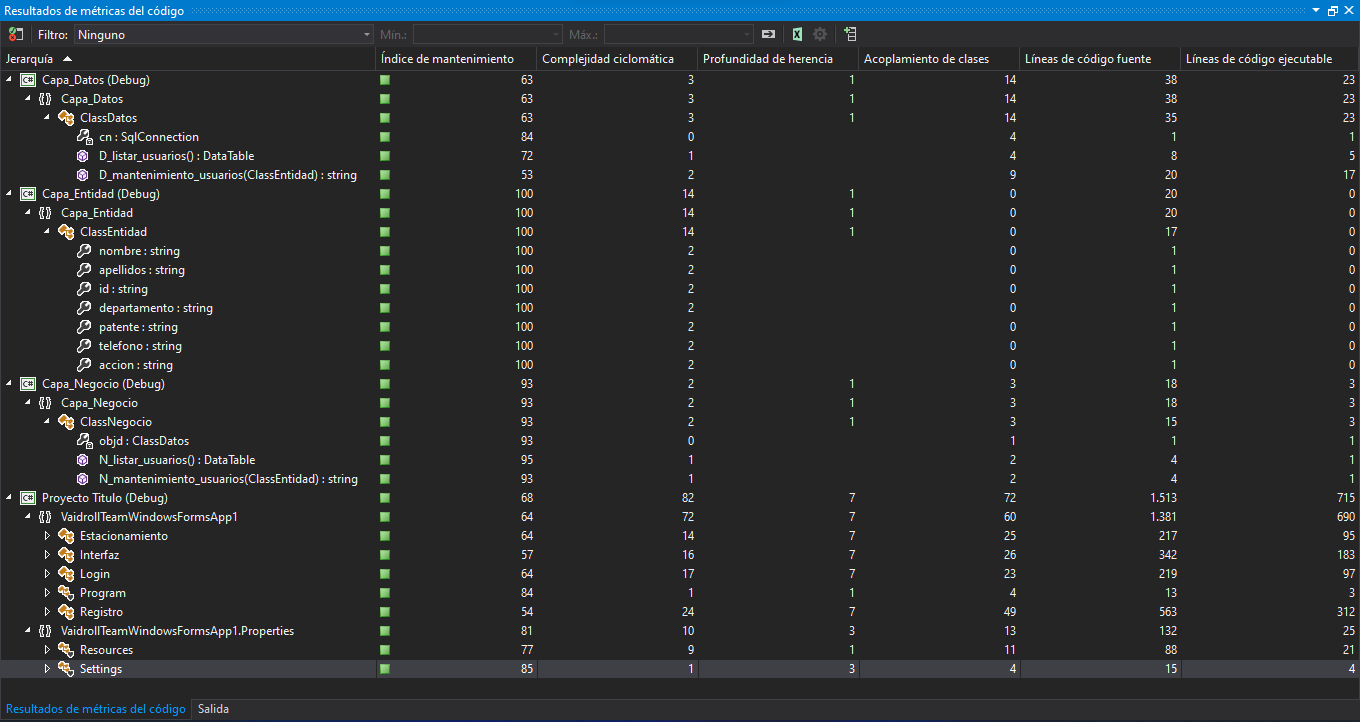 Resultados de métricas del código
Filtro: Ninguno Mín.: Máx.:
Jerarquía Índice de mantenimiento Complejidad ciclomática Profundidad de herencia Acoplamiento de clases Líneas de código fuente Líneas de código ejecutable
C# Capa_Datos (Debug) 63 3 1 14 38 23
{} Capa_Datos 63 3 1 14 38 23
ClassDatos 63 3 1 14 35 23
cn : SqlConnection 84 0 4 1 1
D_listar_usuarios() : DataTable 72 1 4 8 5
D_mantenimiento_usuarios(ClassEntidad) : string 53 2 9 20 17
C# Capa_Entidad (Debug) 100 14 1 0 20 0
{} Capa_Entidad 100 14 1 0 20 0
ClassEntidad 100 14 1 0 17 0
nombre : string 100 2 0 1 0
apellidos : string 100 2 0 1 0
id : string 100 2 0 1 0
departamento : string 100 2 0 1 0
patente : string 100 2 0 1 0
telefono : string 100 2 0 1 0
accion : string 100 2 0 1 0
C# Capa_Negocio (Debug) 93 2 1 3 18 3
{} Capa_Negocio 93 2 1 3 18 3
ClassNegocio 93 2 1 3 15 3
objd : ClassDatos 93 0 1 1 1
N_listar_usuarios() : DataTable 95 1 2 4 1
N_mantenimiento_usuarios(ClassEntidad) : string 93 1 2 4 1
C# Proyecto Titulo (Debug) 68 82 7 72 1.513 715
{} VaidrollTeamWindowsFormsApp1 64 72 7 60 1.381 690
Estacionamiento 64 14 7 25 217 95
Interfaz 57 16 7 26 342 183
Login 64 17 7 23 219 97
Program 84 1 1 4 13 3
Registro 54 24 7 49 563 312
{} VaidrollTeamWindowsFormsApp1.Properties 81 10 3 13 132 25
Resources 77 9 1 11 88 21
Settings 85 1 3 4 15 4
Resultados de métricas del código Salida